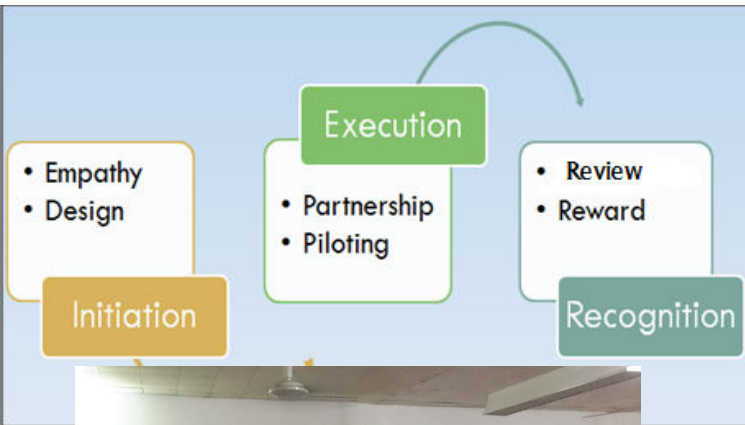 • Empathy
• Design
Initiation
Execution
• Partnership
• Piloting
• Review
• Reward
Recognition